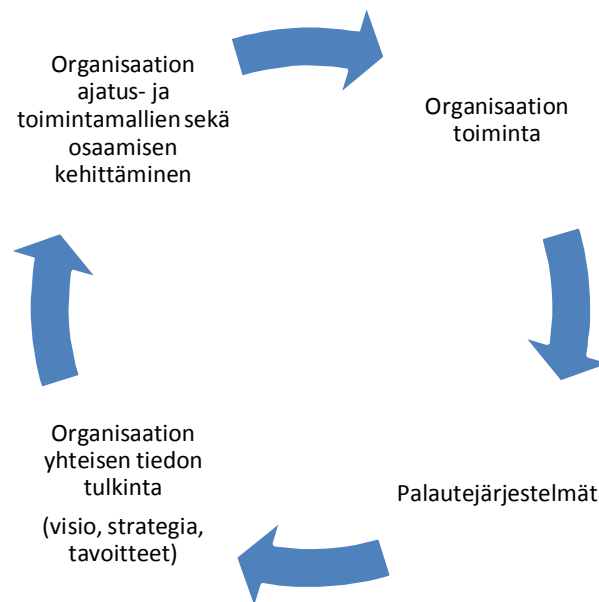 Organisaation
ajatus- ja
toimintamallien sekä
osaamisen
kehittäminen
Organisaation
toiminta
Palautejärjestelmät
Organisaation
yhteisen tiedon
tulkinta
(visio, strategia,
tavoitteet)